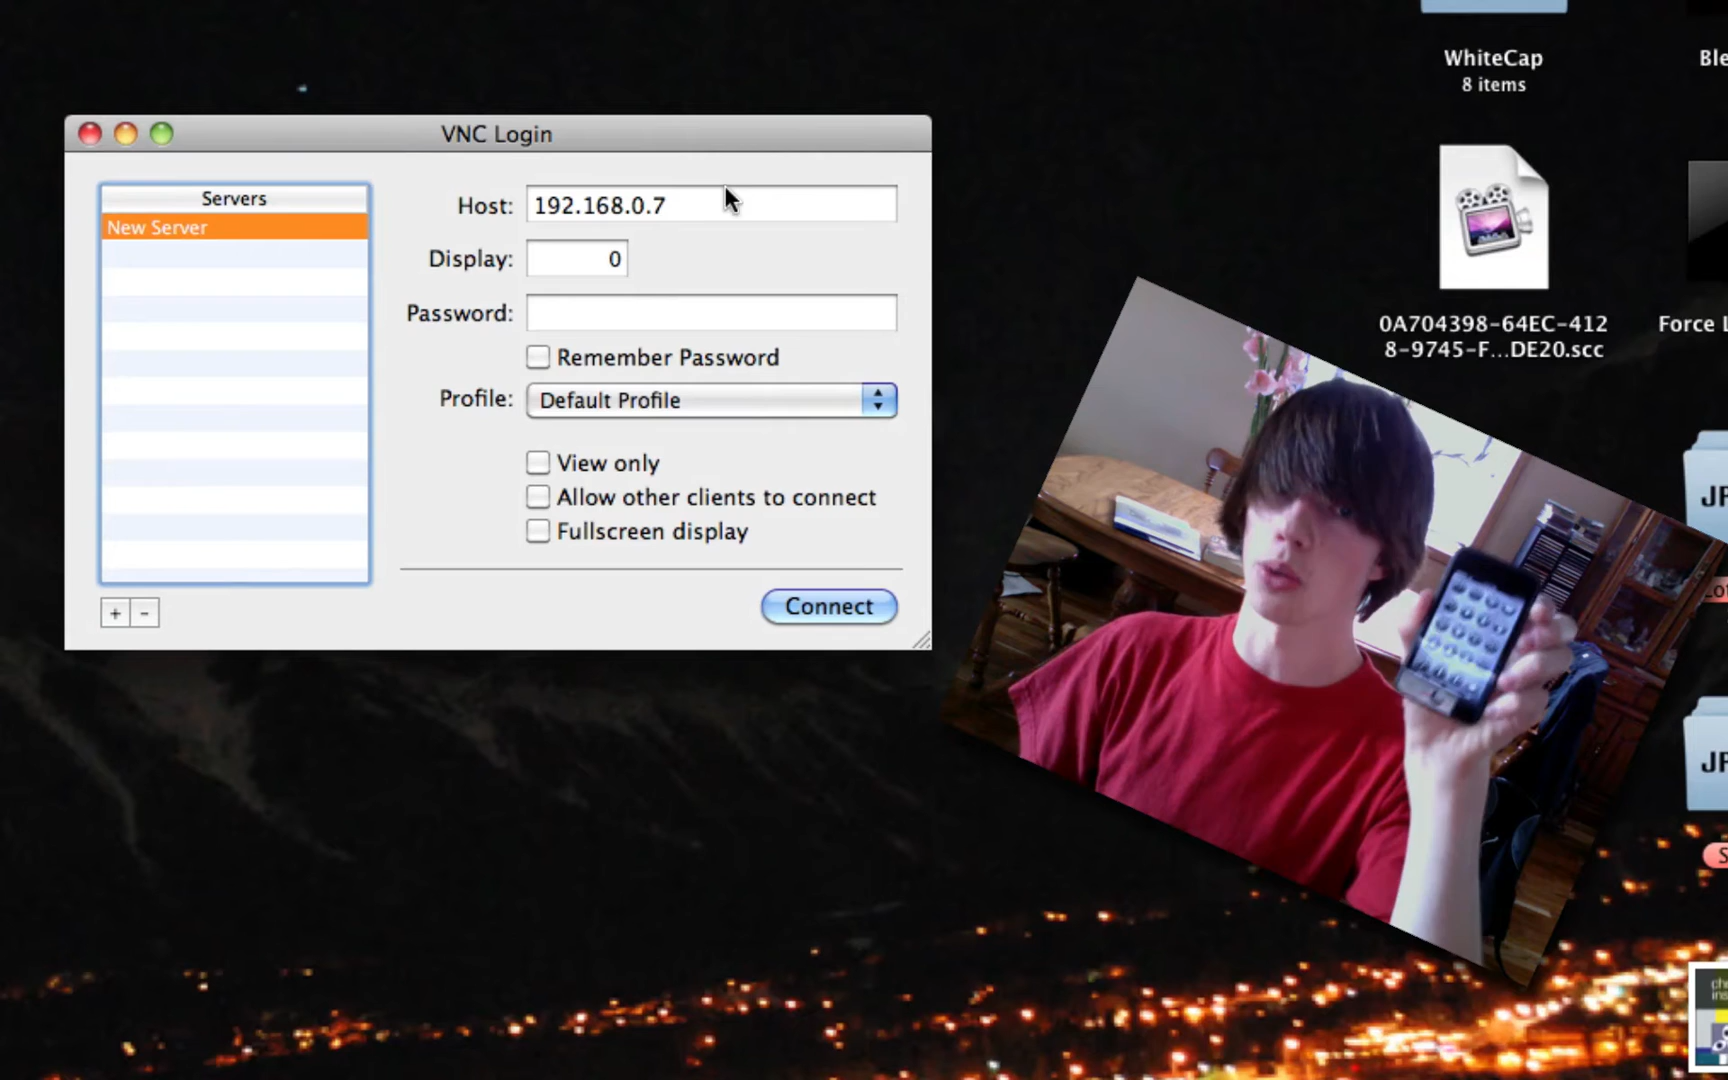 WhiteCap
8 items
VNC Login
Servers
New Server
Host: 192.168.0.7
Display: 0
Password:
Remember Password
Profile: Default Profile
View only
Allow other clients to connect
Fullscreen display
+ -
Connect
0A704398-64EC-412
8-9745-F...DE20.scc
Force